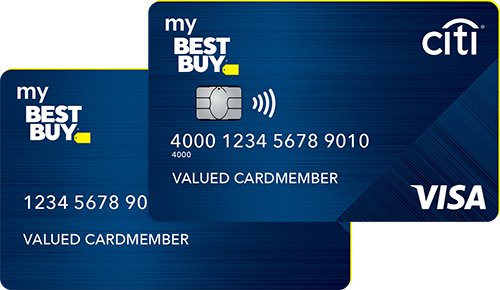 my
BEST
BUY
citi
4000 1234 5678 9010
4000
VALUED CARDMEMBER
VISA
my
BEST
BUY
1234 5678 90
VALUED CARDMEMBER